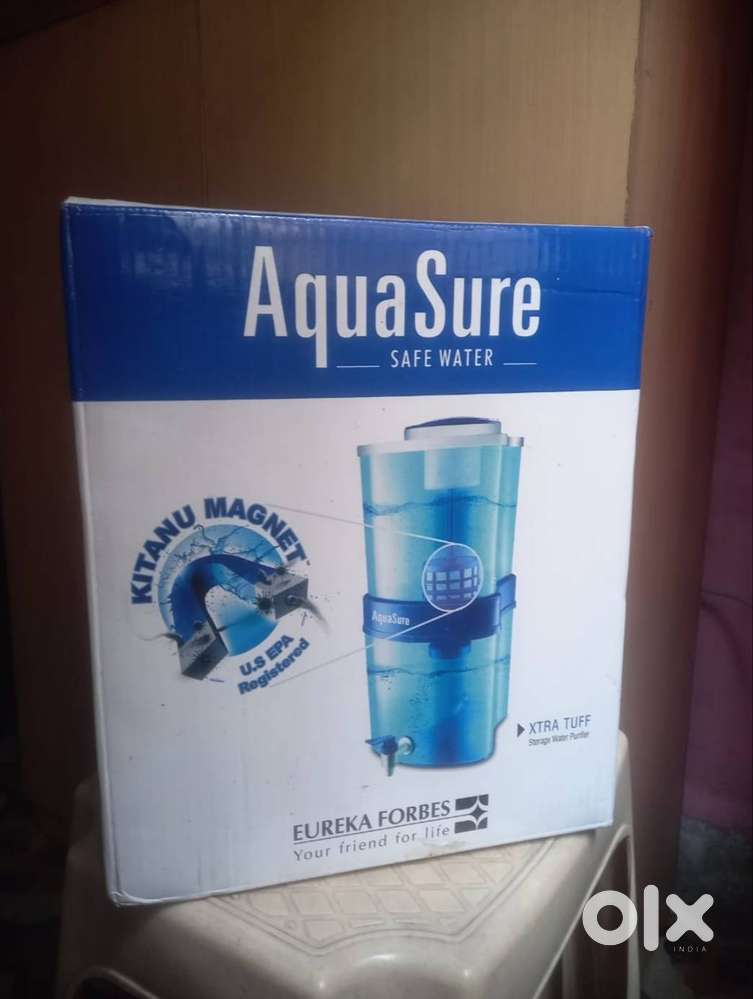 AquaSure
SAFE WATER
KITANU MAGNET™
U.S EPA
Registered
AquaSure
XTRA TUFF
Storage Water Purifier
EUREKA FORBES
Your friend for life
olx
INDIA